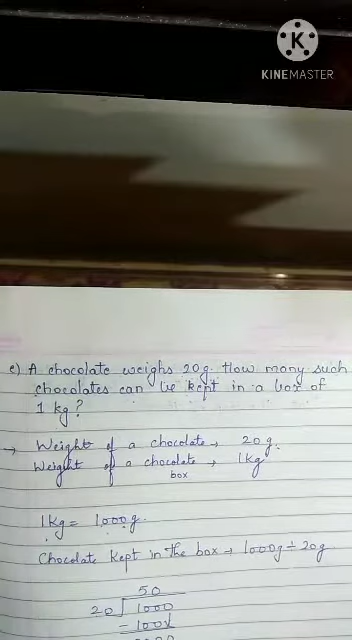 KINEMASTER
e) A chocolate weighs 20g. How many such
chocolates can be kept in a box of
1 kg?
→ Weight of a chocolate → 20g.
Weight of a chocolate → 1kg
box
1kg = 1000g.
Chocolate kept in the box → 1000g ÷ 20g
50
20 1000
- 100↓